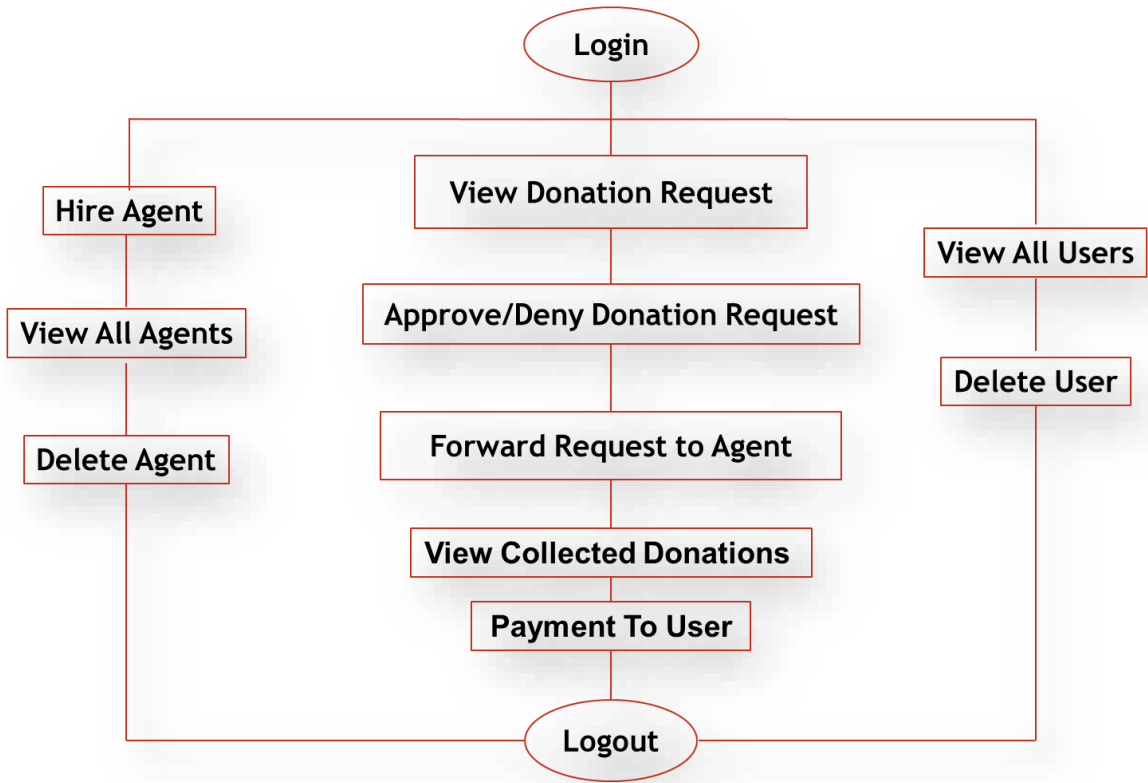 Login
View Donation Request
Hire Agent
View All Users
Approve/Deny Donation Request
View All Agents
Delete User
Forward Request to Agent
Delete Agent
View Collected Donations
Payment To User
Logout